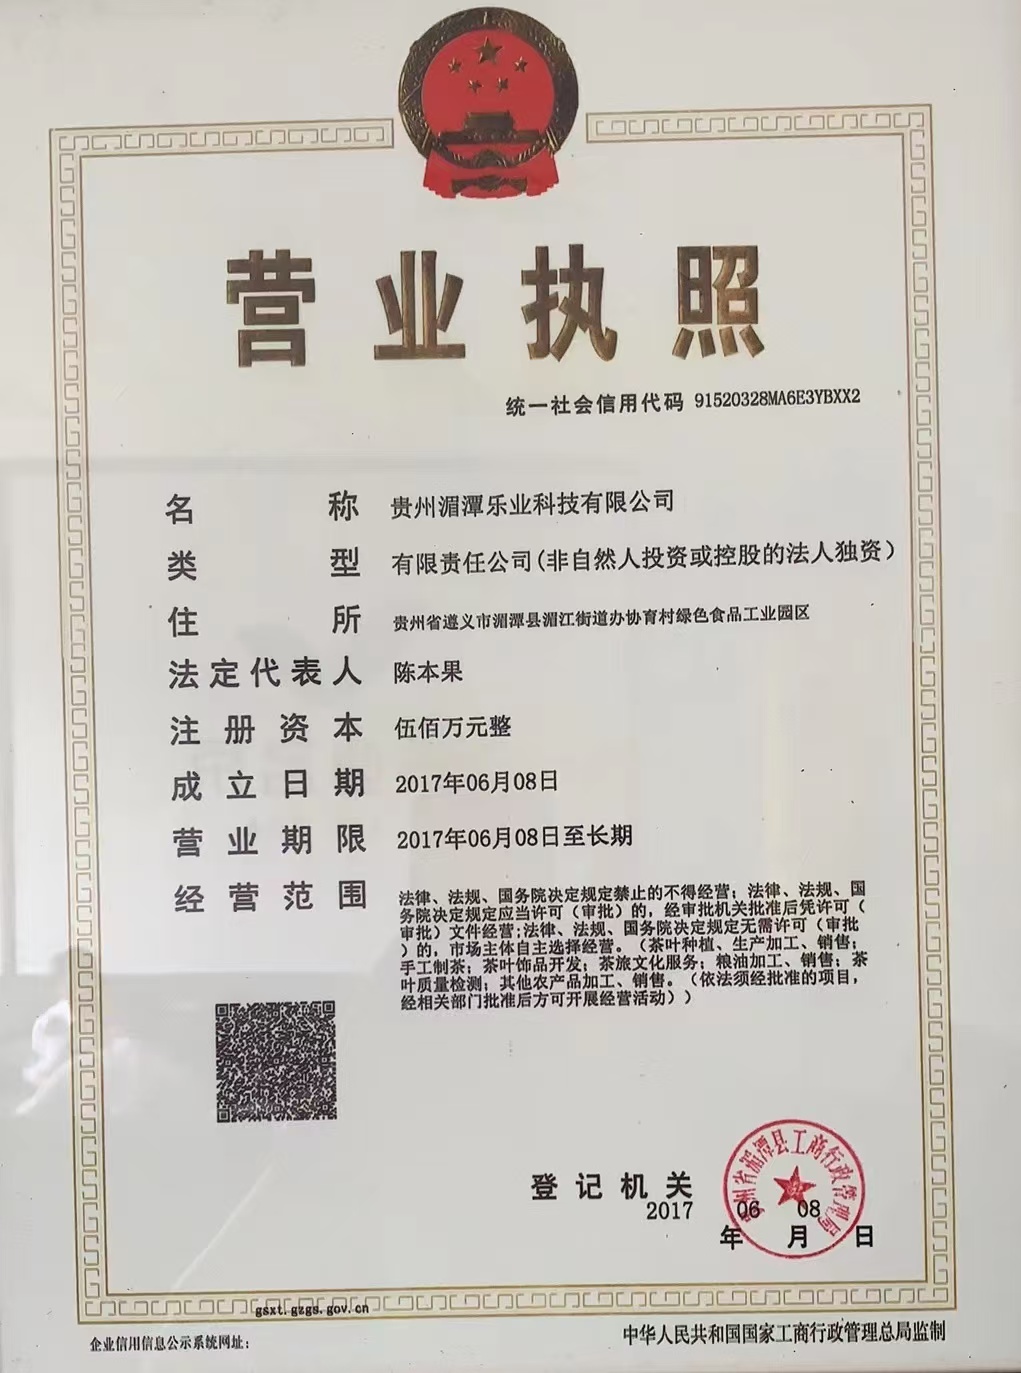 营业执照
统一社会信用代码 91520328MA6E3YBXX2
名称 贵州湄潭乐业科技有限公司
类型 有限责任公司(非自然人投资或控股的法人独资)
住所 贵州省遵义市湄潭县湄江街道办协育村绿色食品工业园区
法定代表人 陈本果
注册资本 伍佰万元整
成立日期 2017年06月08日
营业期限 2017年06月08日至长期
经营范围 法律、法规、国务院决定规定禁止的不得经营；法律、法规、国
务院决定规定应当许可（审批）的，经审批机关批准后凭许可（
审批）文件经营;法律、法规、国务院决定规定无需许可（审批
）的，市场主体自主选择经营。（茶叶种植、生产加工、销售；
手工制茶；茶叶饰品开发；茶旅文化服务；粮油加工、销售；茶
叶质量检测；其他农产品加工、销售。（依法须经批准的项目，
经相关部门批准后方可开展经营活动））
贵州省湄潭县工商行政管理局
登记机关
2017 06 08
年 月 日
gsxt.gzgs.gov.cn
企业信用信息公示系统网址：
中华人民共和国国家工商行政管理总局监制